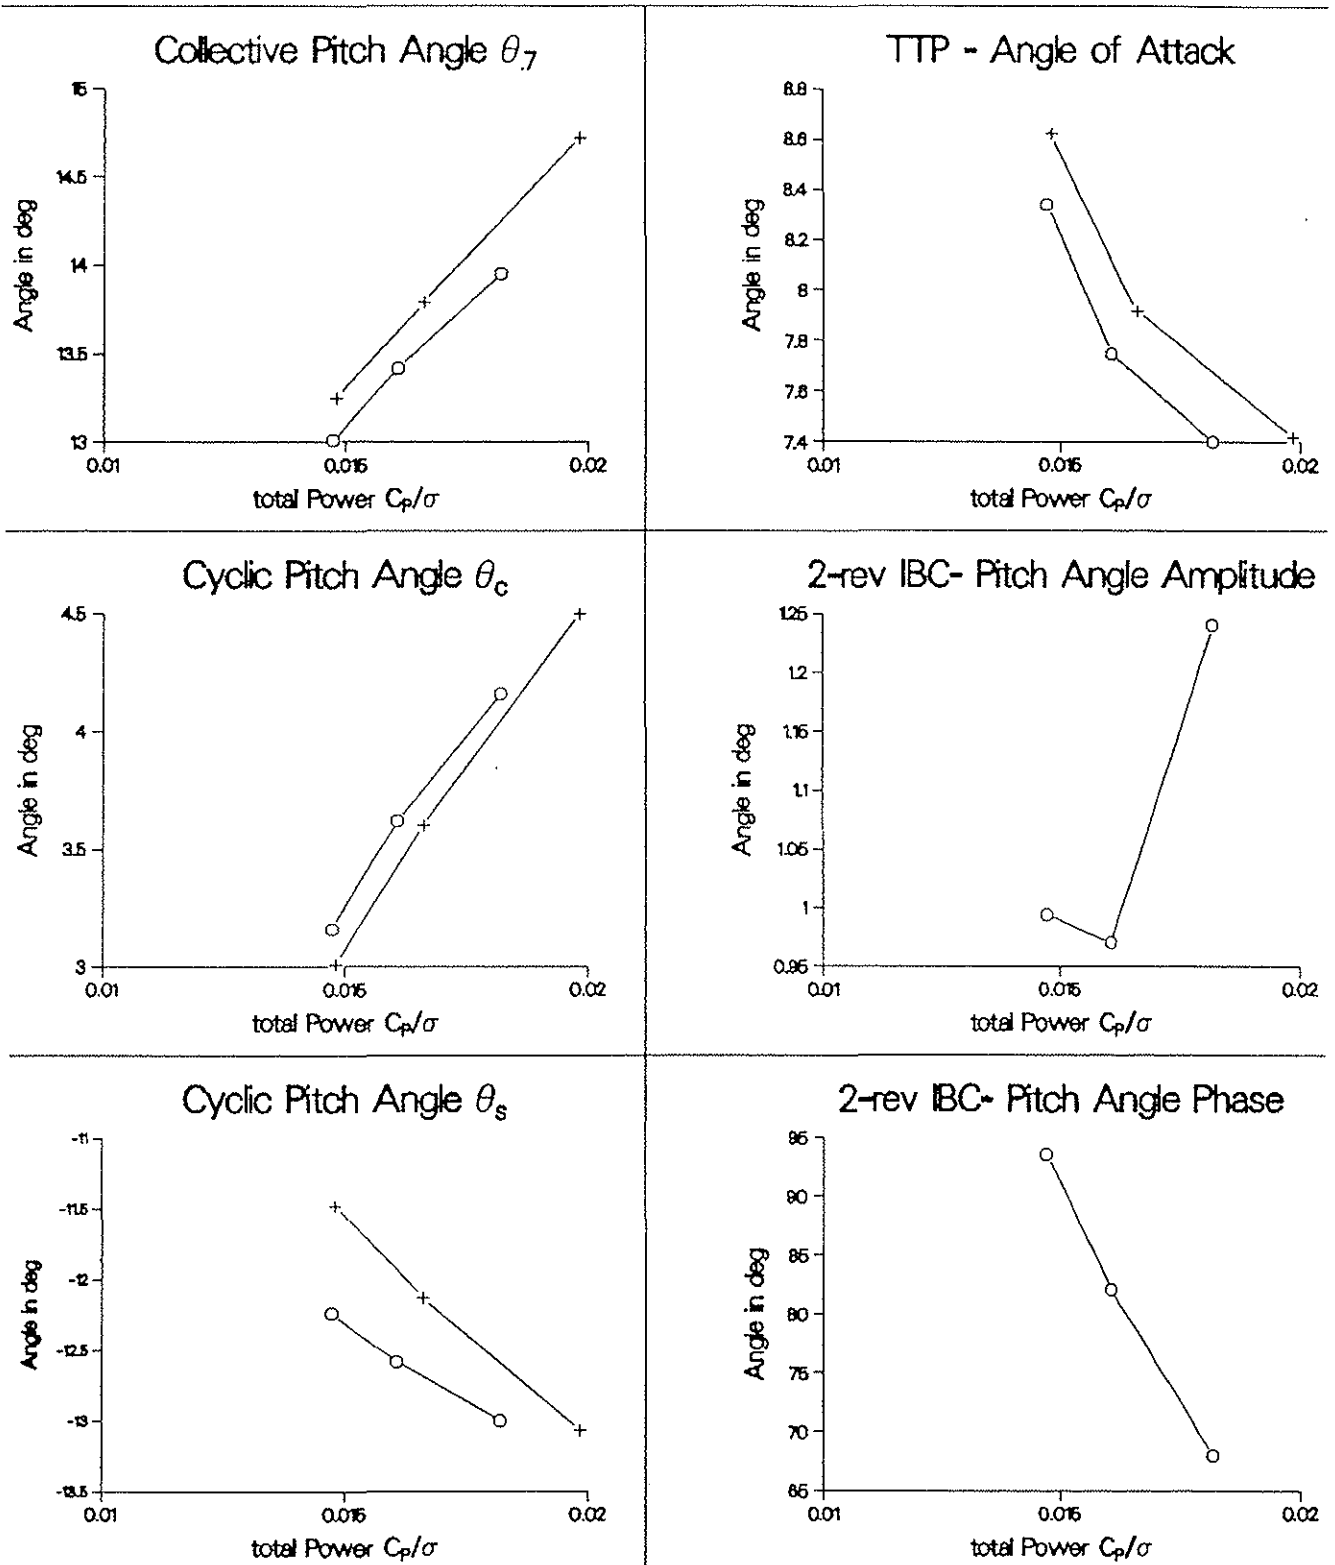 Collective Pitch Angle θ.7
15
14.5
14
13.5
13
Angle in deg
0.01 0.015 0.02
total Power CP/σ
TTP - Angle of Attack
8.8
8.6
8.4
8.2
8
7.8
7.6
7.4
Angle in deg
0.01 0.015 0.02
total Power CP/σ
Cyclic Pitch Angle θc
4.5
4
3.5
3
Angle in deg
0.01 0.015 0.02
total Power CP/σ
2-rev IBC- Pitch Angle Amplitude
1.25
1.2
1.15
1.1
1.05
1
0.95
Angle in deg
0.01 0.015 0.02
total Power CP/σ
Cyclic Pitch Angle θs
-11
-11.5
-12
-12.5
-13
-13.5
Angle in deg
0.01 0.015 0.02
total Power CP/σ
2-rev IBC- Pitch Angle Phase
95
90
85
80
75
70
65
Angle in deg
0.01 0.015 0.02
total Power CP/σ